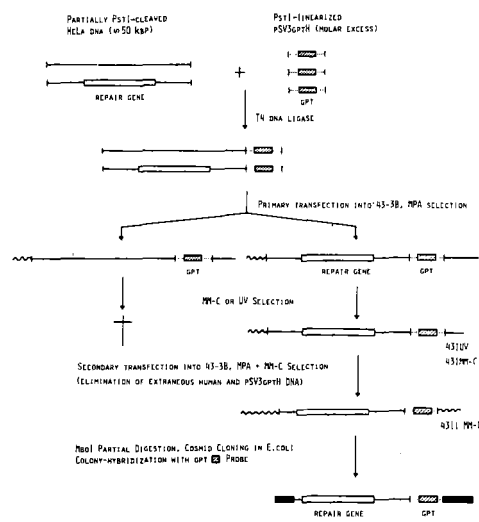 PARTIALLY PSTI-CLEAVED
HELA DNA (≈50 KBP)
PSTI-LINEARIZED
PSV3GPTH (MOLAR EXCESS)
+
REPAIR GENE
GPT
T4 DNA LIGASE
PRIMARY TRANSFECTION INTO 43-3B, MPA SELECTION
GPT
REPAIR GENE
GPT
MM-C OR UV SELECTION
431UV
431MM-C
SECONDARY TRANSFECTION INTO 43-3B, MPA + MM-C SELECTION
(ELIMINATION OF EXTRANEOUS HUMAN AND PSV3GPTH DNA)
MBOI PARTIAL DIGESTION, COSMID CLONING IN E.COLI
COLONY-HYBRIDIZATION WITH GPT PROBE
REPAIR GENE
GPT